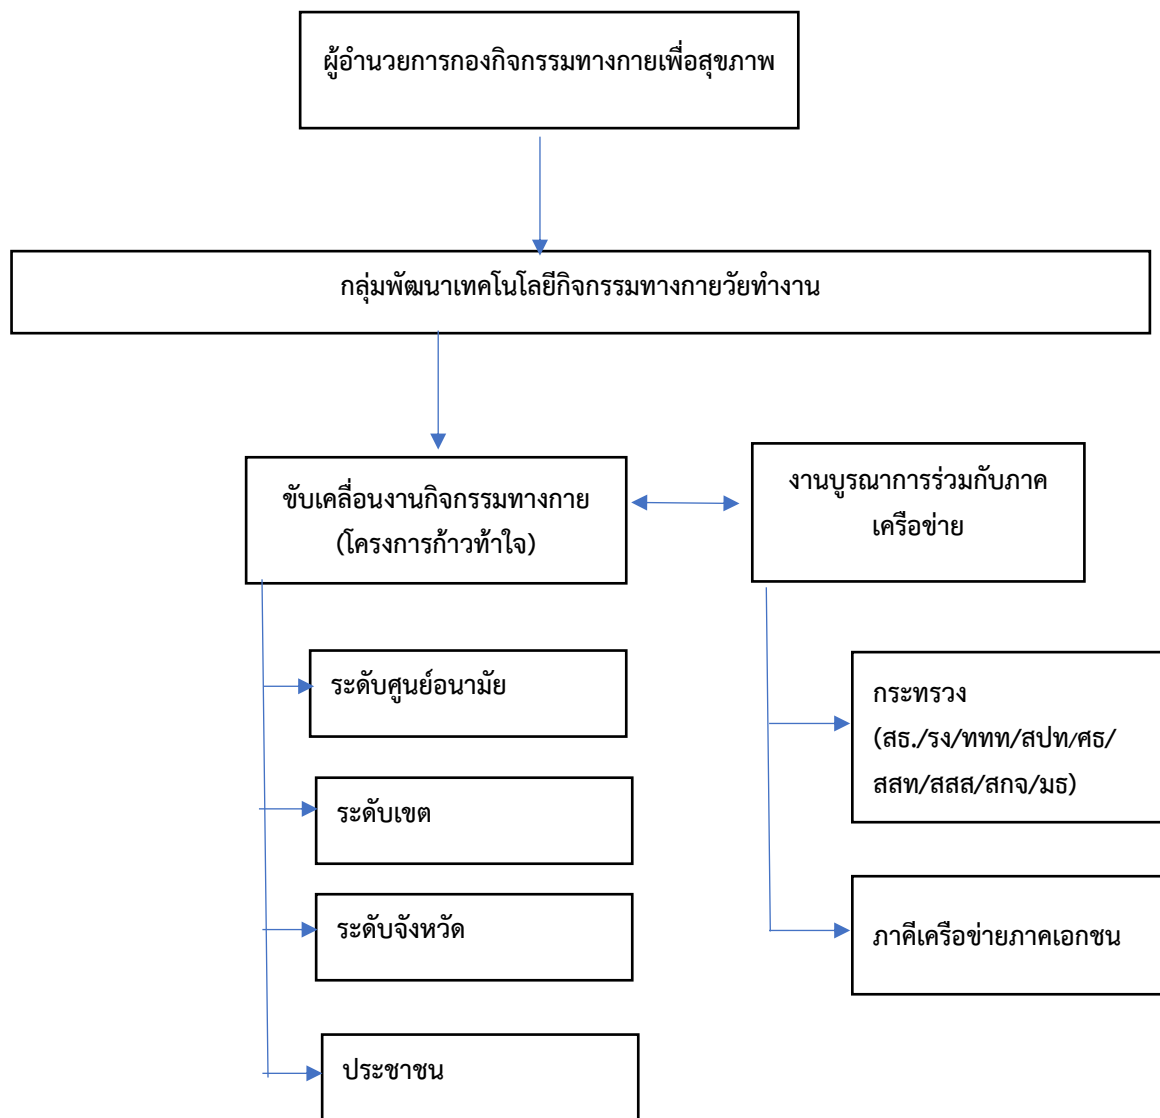 ผู้อำนวยการกองกิจกรรมทางกายเพื่อสุขภาพ
กลุ่มพัฒนาเทคโนโลยีกิจกรรมทางกายวัยทำงาน
ขับเคลื่อนงานกิจกรรมทางกาย
(โครงการก้าวท้าใจ)
งานบูรณาการร่วมกับภาค
เครือข่าย
ระดับศูนย์อนามัย
ระดับเขต
ระดับจังหวัด
ประชาชน
กระทรวง
(สธ./รง/ททท/สปท/ศธ/
สสท/สสส/สกจ/มธ)
ภาคีเครือข่ายภาคเอกชน